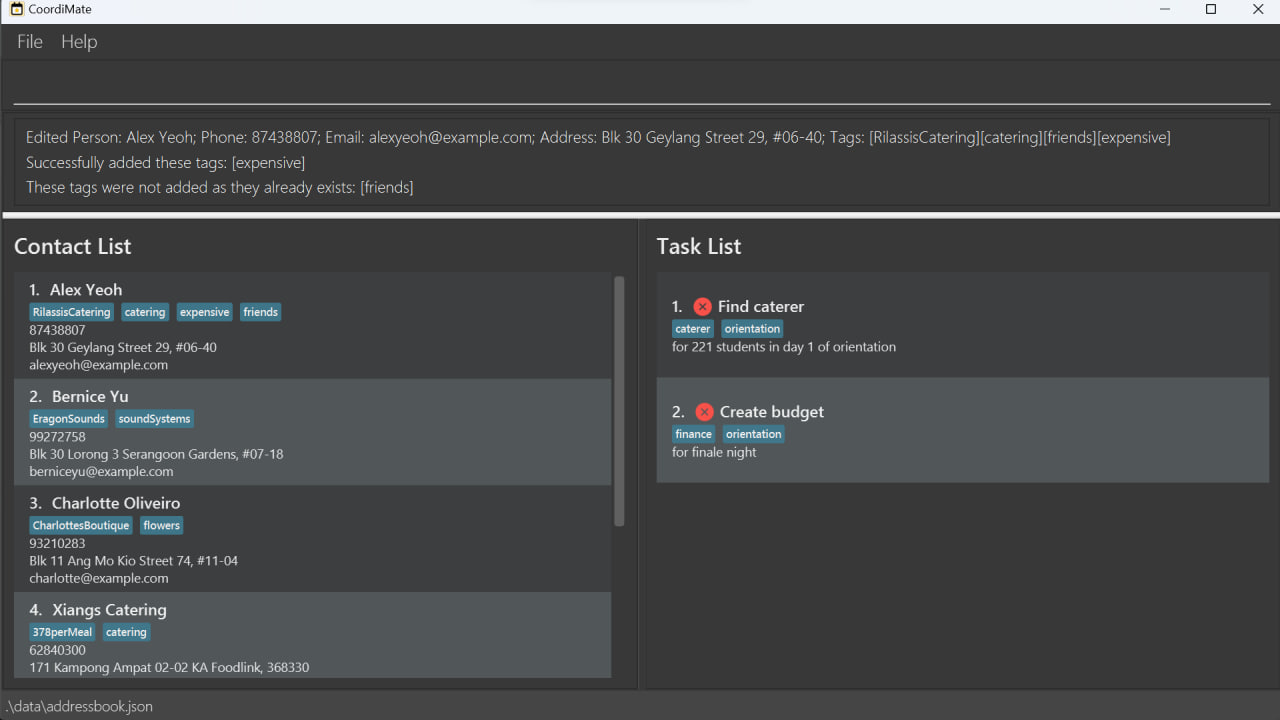 CoordiMate
File Help
Edited Person: Alex Yeoh; Phone: 87438807; Email: alexyeoh@example.com; Address: Blk 30 Geylang Street 29, #06-40; Tags: [RilassisCatering][catering][friends][expensive]
Successfully added these tags: [expensive]
These tags were not added as they already exists: [friends]
Contact List
1. Alex Yeoh
RilassisCatering catering expensive friends
87438807
Blk 30 Geylang Street 29, #06-40
alexyeoh@example.com
2. Bernice Yu
EragonSounds soundSystems
99272758
Blk 30 Lorong 3 Serangoon Gardens, #07-18
berniceyu@example.com
3. Charlotte Oliveiro
CharlottesBoutique flowers
93210283
Blk 11 Ang Mo Kio Street 74, #11-04
charlotte@example.com
4. Xiangs Catering
378perMeal catering
62840300
171 Kampong Ampat 02-02 KA Foodlink, 368330
Task List
1. Find caterer
caterer orientation
for 221 students in day 1 of orientation
2. Create budget
finance orientation
for finale night
.\data\addressbook.json